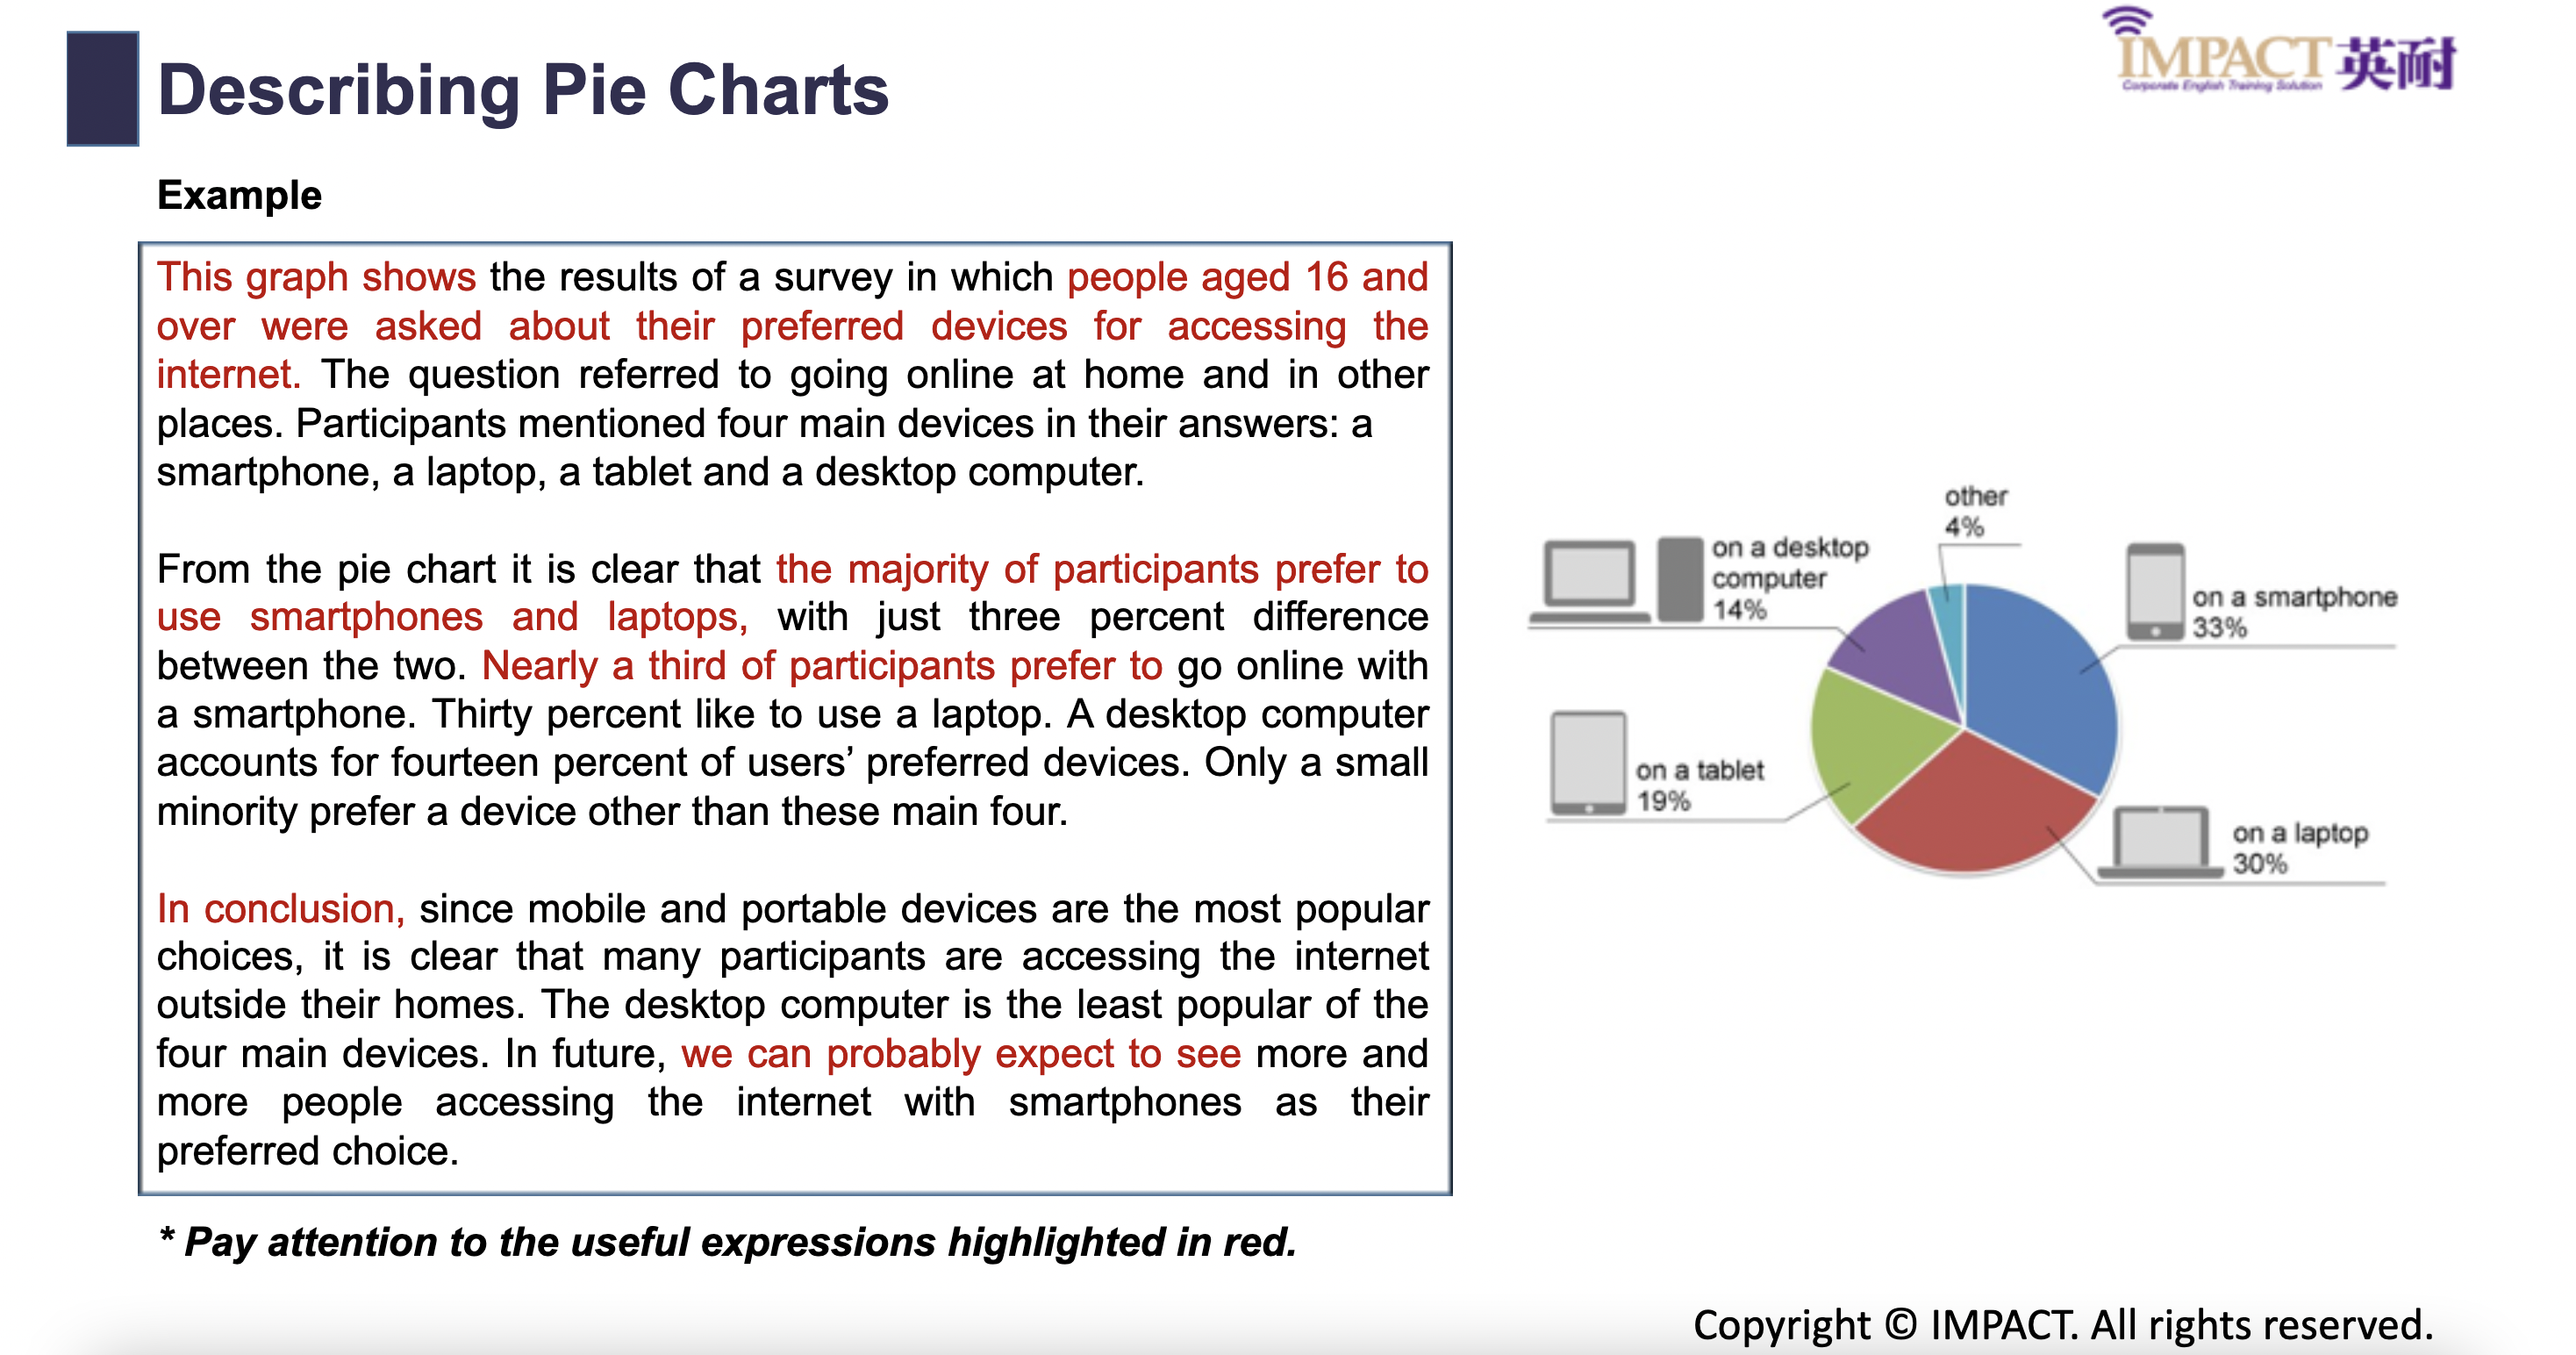 Describing Pie Charts
IMPACT英耐
Corporate English Training Solution
Example
This graph shows the results of a survey in which people aged 16 and
over were asked about their preferred devices for accessing the
internet. The question referred to going online at home and in other
places. Participants mentioned four main devices in their answers: a
smartphone, a laptop, a tablet and a desktop computer.
From the pie chart it is clear that the majority of participants prefer to
use smartphones and laptops, with just three percent difference
between the two. Nearly a third of participants prefer to go online with
a smartphone. Thirty percent like to use a laptop. A desktop computer
accounts for fourteen percent of users’ preferred devices. Only a small
minority prefer a device other than these main four.
In conclusion, since mobile and portable devices are the most popular
choices, it is clear that many participants are accessing the internet
outside their homes. The desktop computer is the least popular of the
four main devices. In future, we can probably expect to see more and
more people accessing the internet with smartphones as their
preferred choice.
* Pay attention to the useful expressions highlighted in red.
other
4%
on a desktop
computer
14%
on a smartphone
33%
on a tablet
19%
on a laptop
30%
Copyright © IMPACT. All rights reserved.